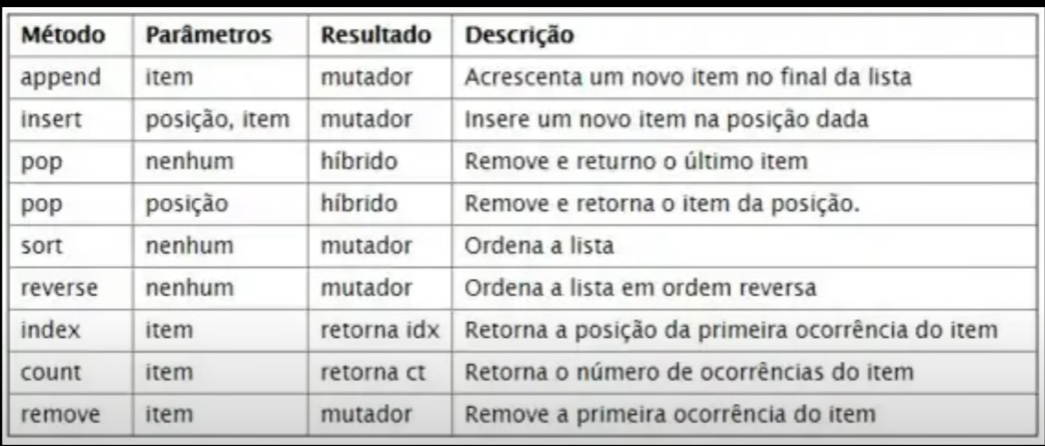 Método Parâmetros Resultado Descrição
append item mutador Acrescenta um novo item no final da lista
insert posição, item mutador Insere um novo item na posição dada
pop nenhum híbrido Remove e returno o último item
pop posição híbrido Remove e retorna o item da posição.
sort nenhum mutador Ordena a lista
reverse nenhum mutador Ordena a lista em ordem reversa
index item retorna idx Retorna a posição da primeira ocorrência do item
count item retorna ct Retorna o número de ocorrências do item
remove item mutador Remove a primeira ocorrência do item